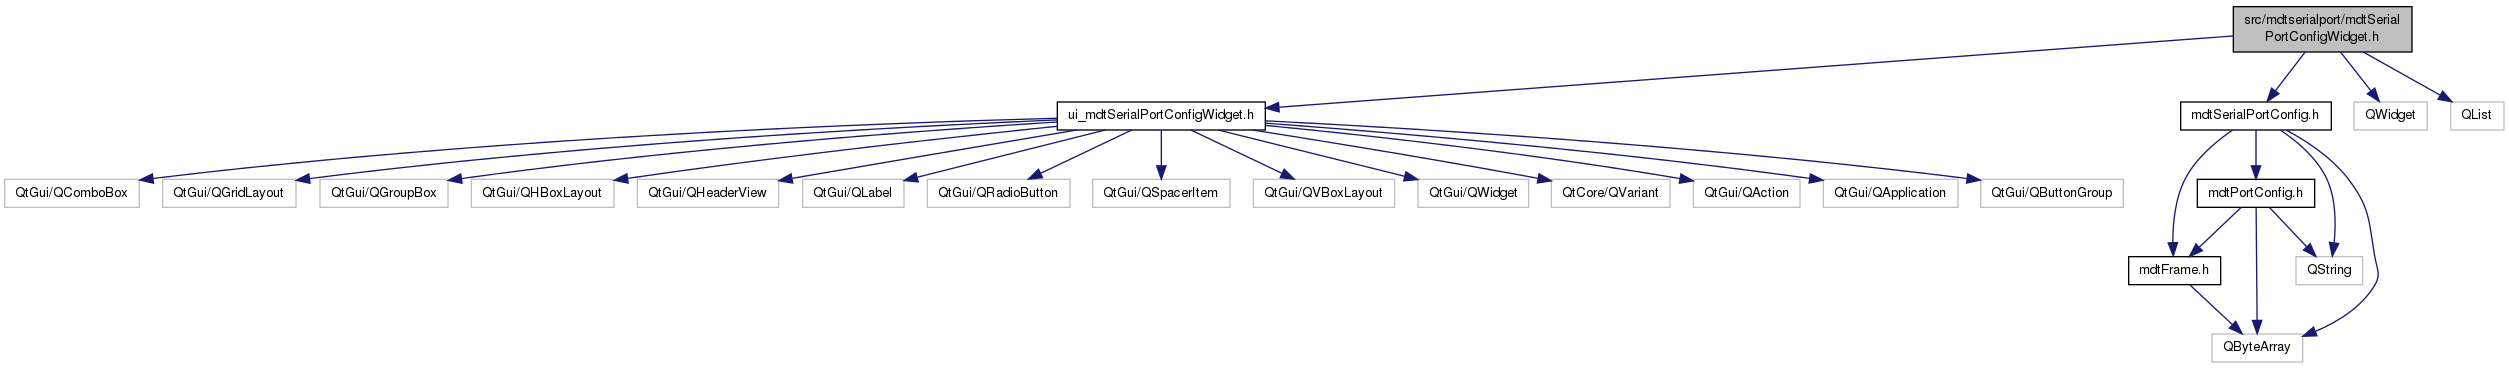 src/mdtserialport/mdtSerial
PortConfigWidget.h
ui_mdtSerialPortConfigWidget.h
mdtSerialPortConfig.h
QWidget
QList
QtGui/QComboBox
QtGui/QGridLayout
QtGui/QGroupBox
QtGui/QHBoxLayout
QtGui/QHeaderView
QtGui/QLabel
QtGui/QRadioButton
QtGui/QSpacerItem
QtGui/QVBoxLayout
QtGui/QWidget
QtCore/QVariant
QtGui/QAction
QtGui/QApplication
QtGui/QButtonGroup
mdtPortConfig.h
mdtFrame.h
QString
QByteArray